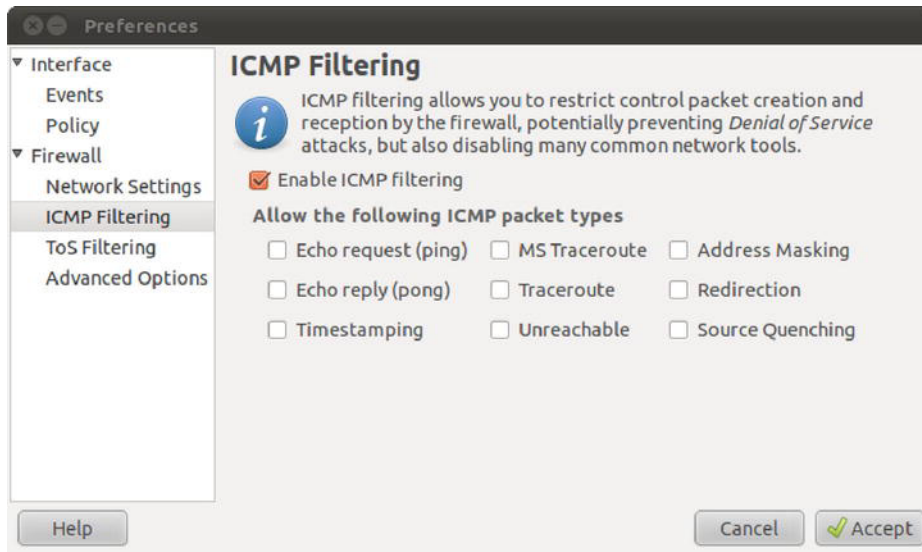 Preferences
Interface
Events
Policy
Firewall
Network Settings
ICMP Filtering
ToS Filtering
Advanced Options
ICMP Filtering
ICMP filtering allows you to restrict control packet creation and
reception by the firewall, potentially preventing Denial of Service
attacks, but also disabling many common network tools.
Enable ICMP filtering
Allow the following ICMP packet types
Echo request (ping) MS Traceroute Address Masking
Echo reply (pong) Traceroute Redirection
Timestamping Unreachable Source Quenching
Help Cancel Accept